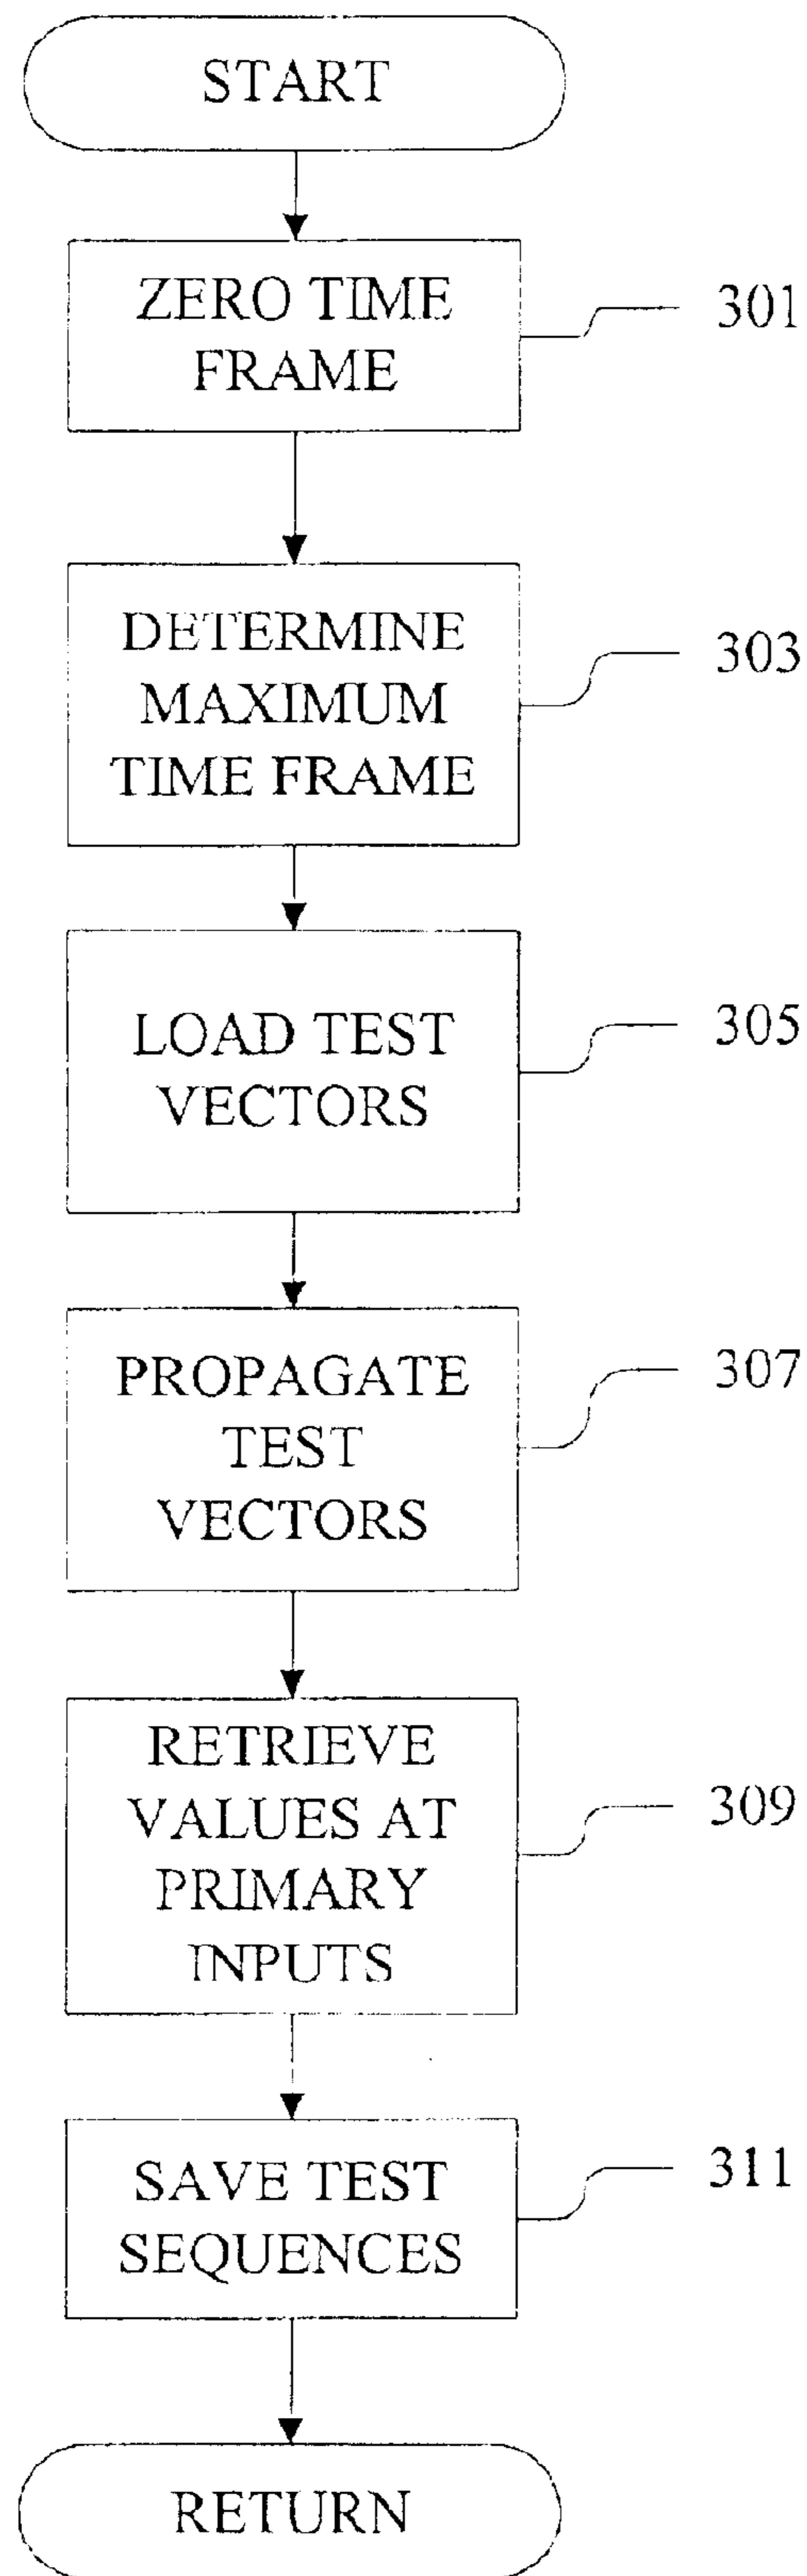 START
ZERO TIME
FRAME
301
DETERMINE
MAXIMUM
TIME FRAME
303
LOAD TEST
VECTORS
305
PROPAGATE
TEST
VECTORS
307
RETRIEVE
VALUES AT
PRIMARY
INPUTS
309
SAVE TEST
SEQUENCES
311
RETURN